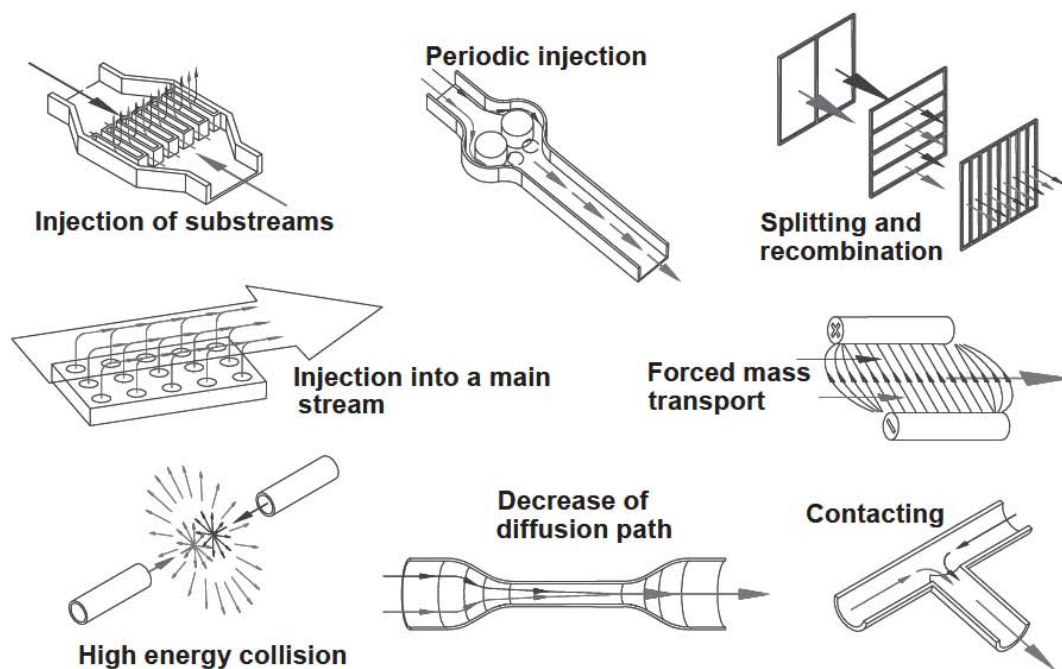 Periodic injection
Injection of substreams
Splitting and
recombination
Injection into a main
stream
Forced mass
transport
High energy collision
Decrease of
diffusion path
Contacting